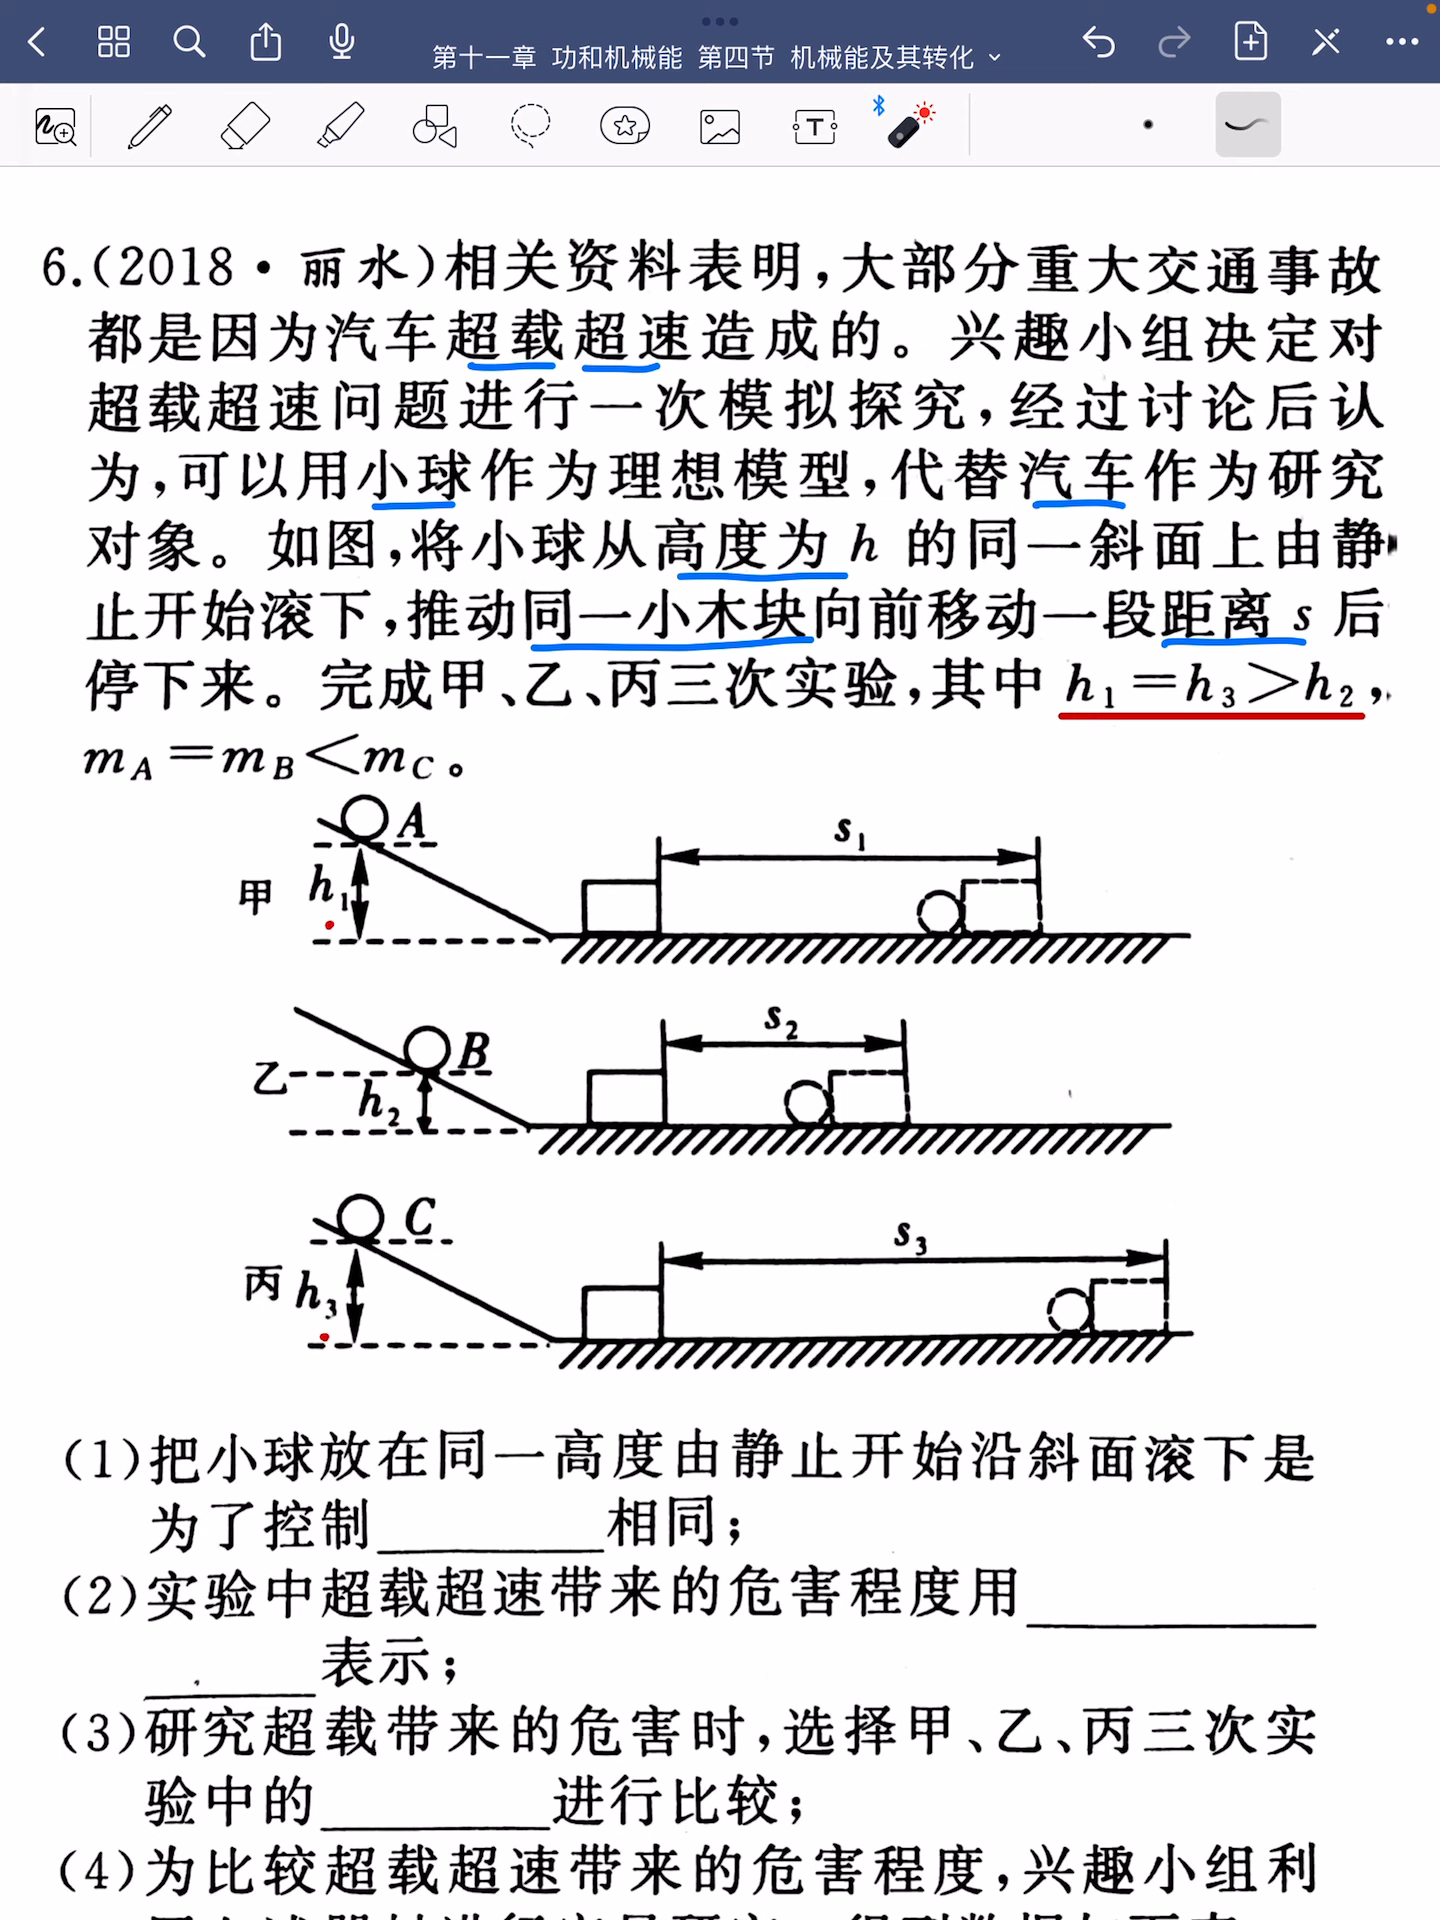 第十一章 功和机械能 第四节 机械能及其转化
6.(2018·丽水)相关资料表明,大部分重大交通事故
都是因为汽车超载超速造成的。兴趣小组决定对
超载超速问题进行一次模拟探究,经过讨论后认
为,可以用小球作为理想模型,代替汽车作为研究
对象。如图,将小球从高度为 h 的同一斜面上由静
止开始滚下,推动同一小木块向前移动一段距离 s 后
停下来。完成甲、乙、丙三次实验,其中 h₁=h₃>h₂,
m_A=m_B<m_C。
A
s₁
甲 h₁
B
s₂
乙
h₂
C
s₃
丙 h₃
(1)把小球放在同一高度由静止开始沿斜面滚下是
为了控制________相同;
(2)实验中超载超速带来的危害程度用__________
______表示;
(3)研究超载带来的危害时,选择甲、乙、丙三次实
验中的________进行比较;
(4)为比较超载超速带来的危害程度,兴趣小组利